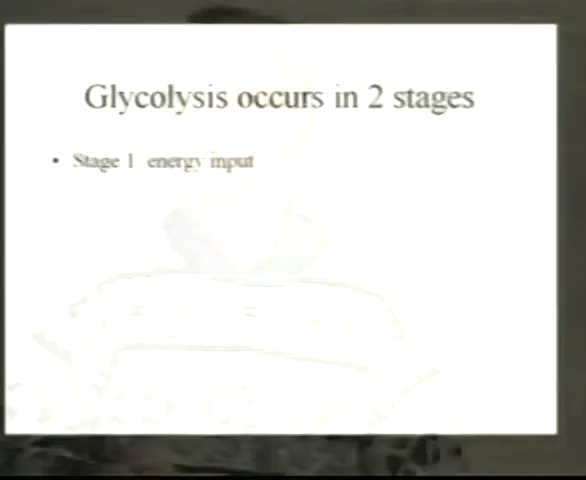 Glycolysis occurs in 2 stages
• Stage 1 energy input